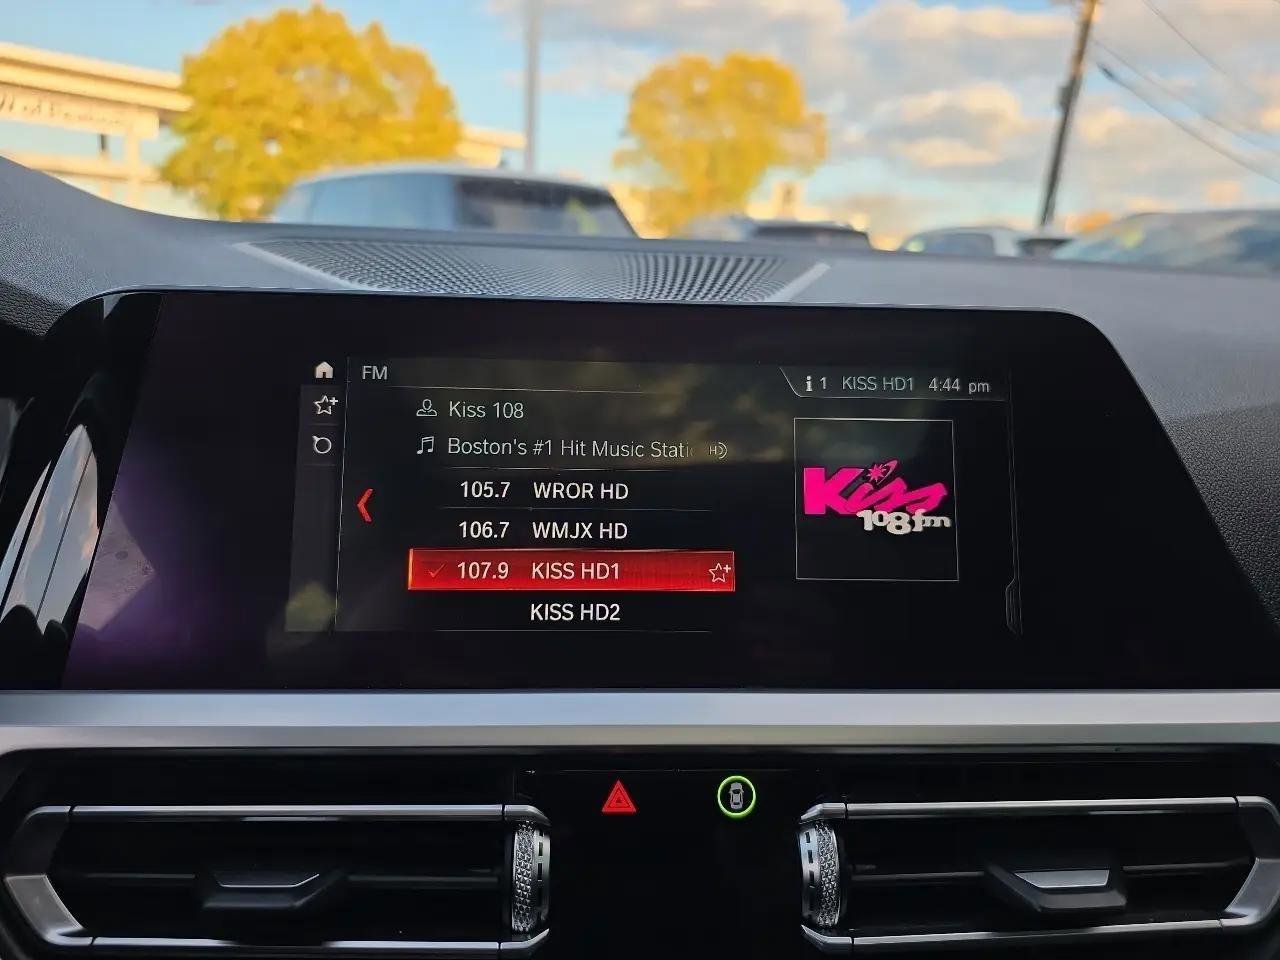 FM
i 1 KISS HD1 4:44 pm
Kiss 108
Boston's #1 Hit Music Stati
HD
105.7 WROR HD
106.7 WMJX HD
107.9 KISS HD1
KISS HD2
Kiss
108 fm